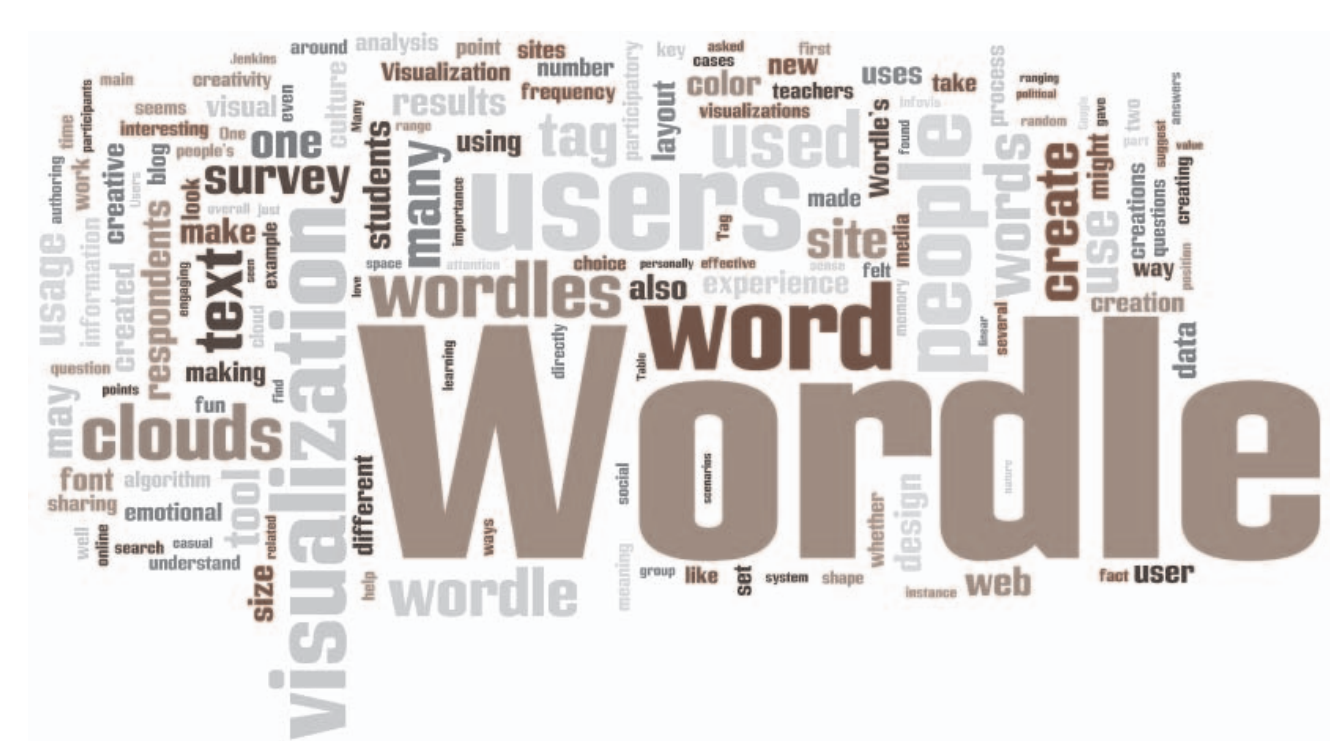 around
analysis
point
sites
key
asked
first
Jenkins
cases
Visualization
number
new
uses
take
ranging
main
creativity
color
teachers
political
process
answers
seems
visual
even
culture
Many
results
frequency
participatory
layout
visualizations
Wordle's
infovis
random
Google
gave
two
time
participants
interesting
One
one
range
using
tag
used
found
people
words
create
might
part
suggest
value
people's
blog
survey
students
many
importance
users
made
authoring
work
creative
Users
look
overall
just
creations
questions
creating
usage
information
created
respondents
make
example
Tag
site
media
use
way
position
engaging
text
seen
space
attention
choice
personally
effective
sense
felt
cloud
visualization
love
wordles
also
experience
memory
creation
question
making
find
word
linear
several
data
points
learning
directly
Table
may
fun
clouds
Wordle
font
algorithm
tool
different
social
scenarios
nature
sharing
emotional
ways
whether
design
well
online
search
casual
related
understand
size
help
wordle
meaning
group
like
set
system
shape
instance
web
fact
user